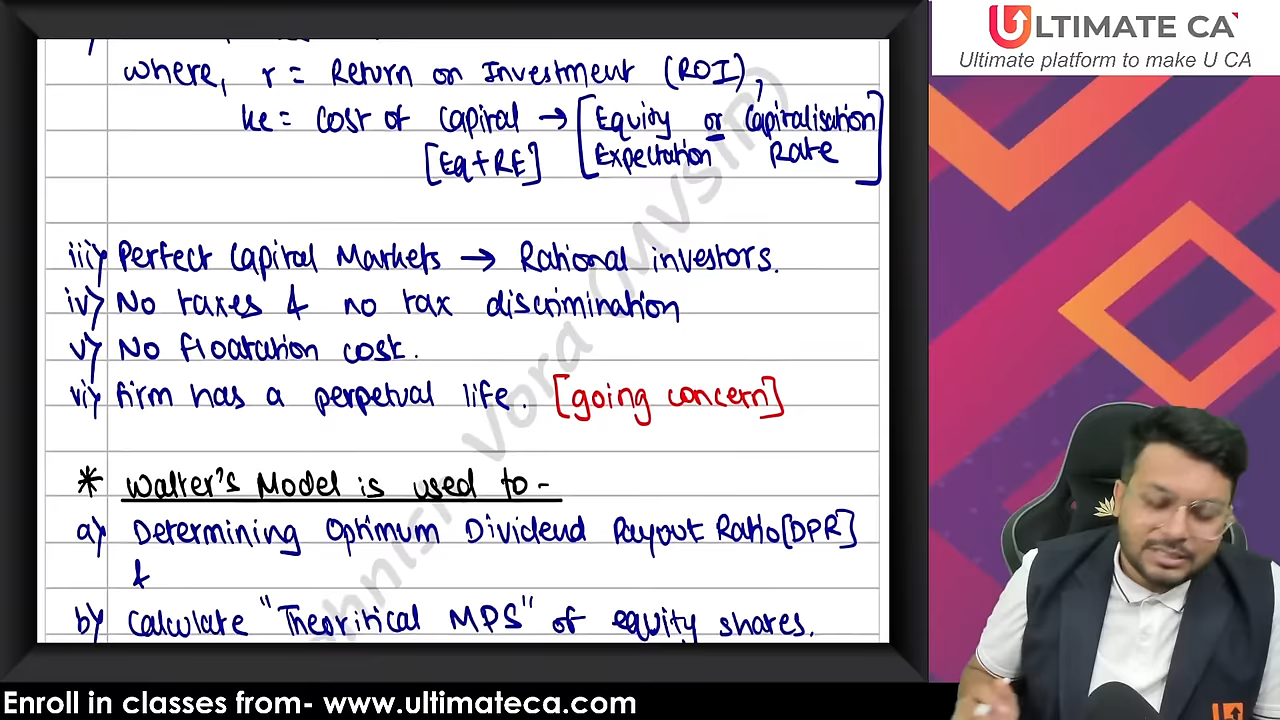 where, r = Return on Investment (ROI),
ke = cost of capital → [Equity or Capitalisation
[Eq+RE] Expectation Rate]
iii) Perfect Capital Markets → Rational investors.
iv) No taxes & no tax discrimination
v) No floatation cost.
vi) firm has a perpetual life. [going concern]
* Walter's Model is used to -
a) Determining Optimum Dividend Payout Ratio [DPR]
&
b) Calculate "Theoritical MPS" of equity shares.
Vora (MVSIR)
ULTIMATE CA
Ultimate platform to make U CA
Enroll in classes from- www.ultimateca.com